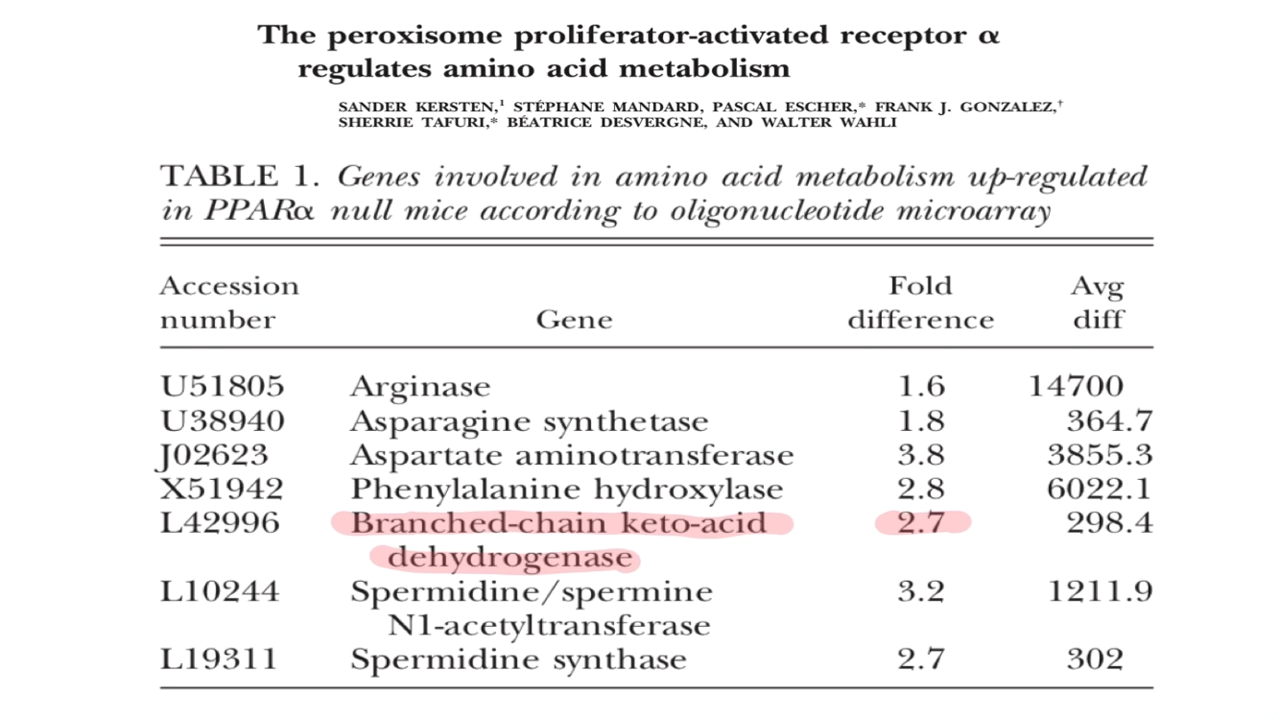 The peroxisome proliferator-activated receptor α
regulates amino acid metabolism
SANDER KERSTEN,¹ STÉPHANE MANDARD, PASCAL ESCHER,* FRANK J. GONZALEZ,†
SHERRIE TAFURI,* BÉATRICE DESVERGNE, AND WALTER WAHLI
TABLE 1. Genes involved in amino acid metabolism up-regulated
in PPARα null mice according to oligonucleotide microarray
Accession Fold Avg
number Gene difference diff
U51805 Arginase 1.6 14700
U38940 Asparagine synthetase 1.8 364.7
J02623 Aspartate aminotransferase 3.8 3855.3
X51942 Phenylalanine hydroxylase 2.8 6022.1
L42996 Branched-chain keto-acid 2.7 298.4
dehydrogenase
L10244 Spermidine/spermine 3.2 1211.9
N1-acetyltransferase
L19311 Spermidine synthase 2.7 302